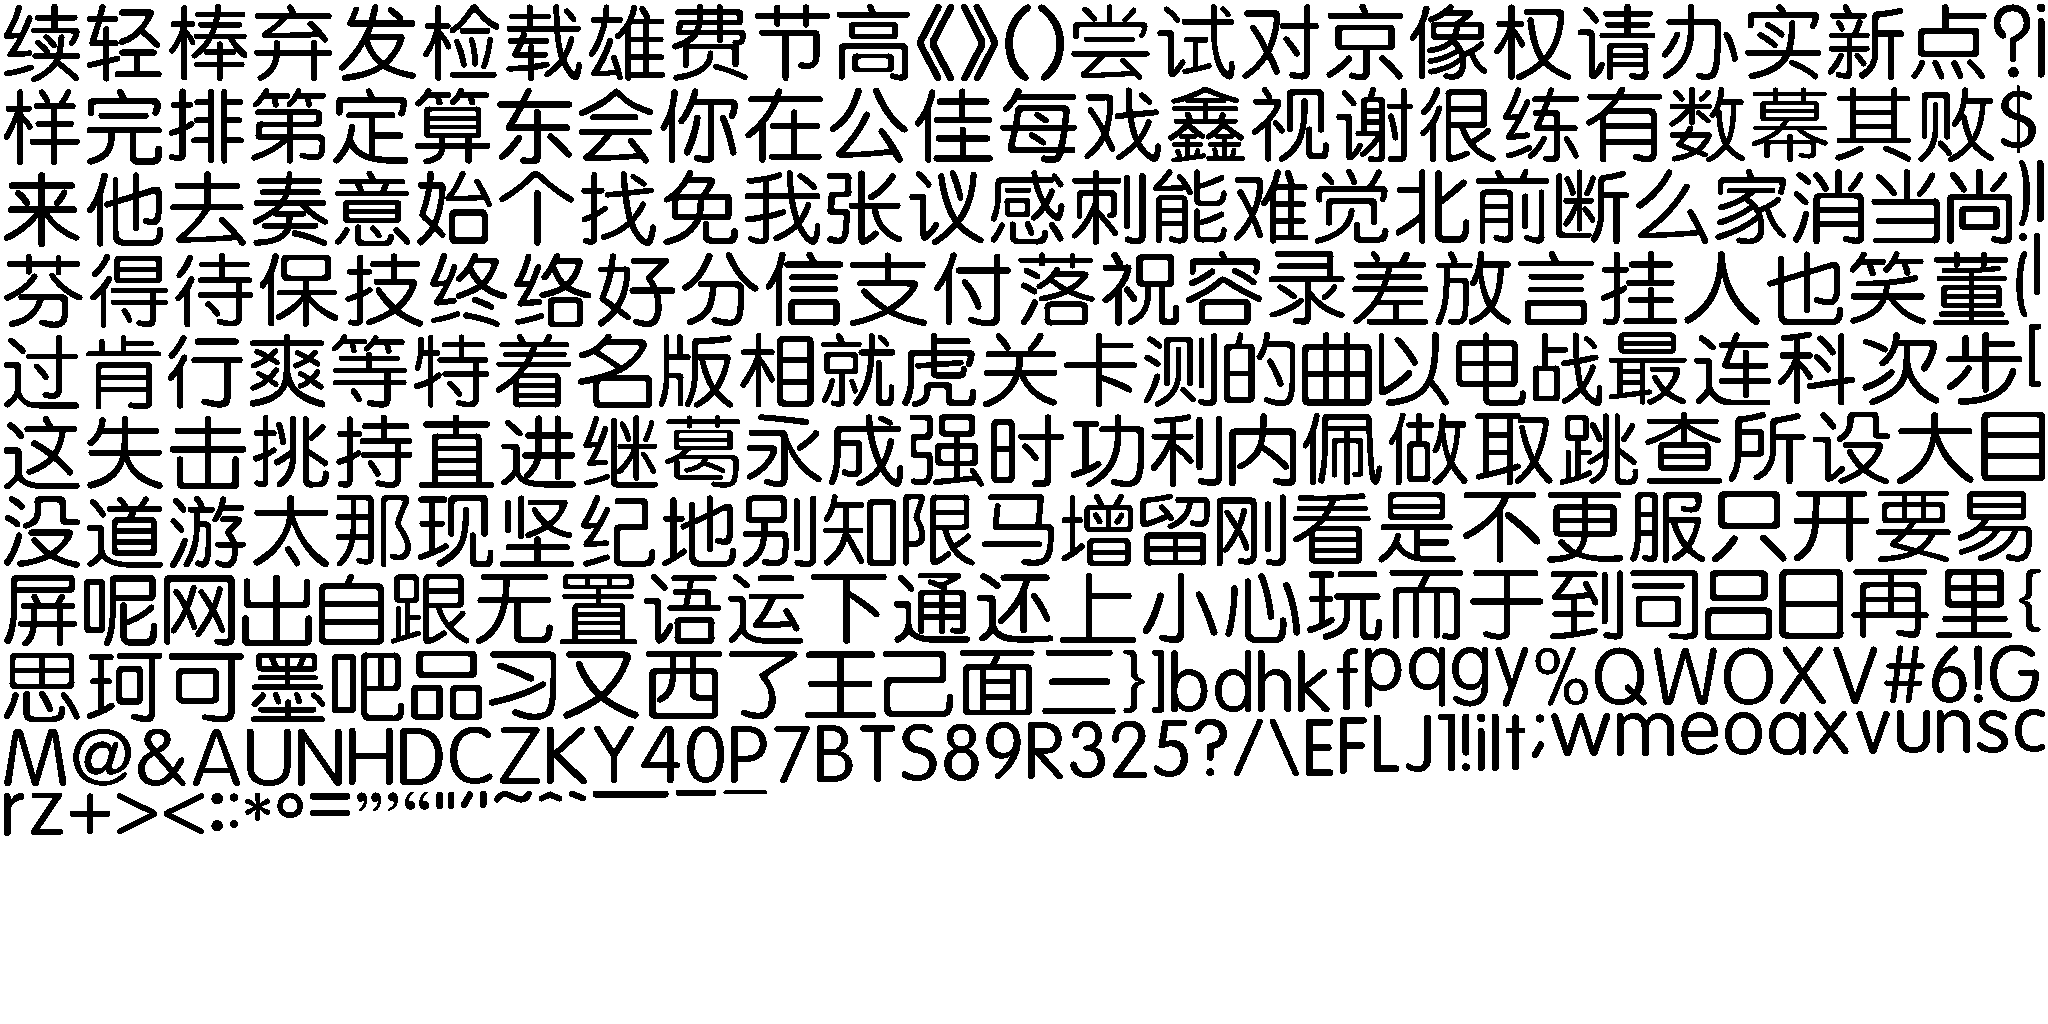 续轻棒弃发检载雄费节高《》()尝试对京像权请办实新点?i
样完排第定算东会你在公佳每戏鑫视谢很练有数幕其败$
来他去奏意始个找免我张议感刺能难觉北前断么家消当尚!|
芬得待保技终络好分信支付落祝容录差放言挂人也笑董(
过肯行爽等特着名版相就虎关卡测的曲以电战最连科次步[
这失击挑持直进继葛永成强时功利内佩做取跳查所设大目
没道游太那现坚纪地别知限马增留刚看是不更服只开要易
屏呢网出自跟无置语运下通还上小心玩而于到司吕日再里{
思珂可墨吧品习又西了王己面三}]bdhkfpqgy%QWOXV#6!G
M@&AUNHDCZKY40P7BTS89R325?/\EFLJ1!ilt;wmeoaxvunsc
rz+><::*°=”’“"'~^`—